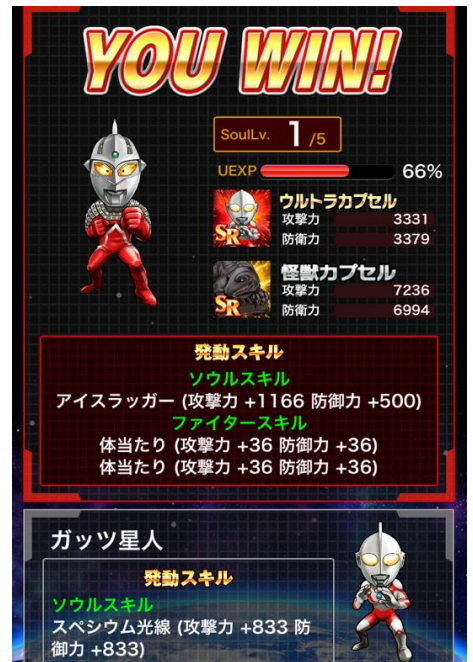 YOU WIN!
SoulLv. 1 /5
UEXP 66%
ウルトラカプセル
攻撃力 3331
防衛力 3379
SR
怪獣カプセル
攻撃力 7236
防衛力 6994
SR
発動スキル
ソウルスキル
アイスラッガー (攻撃力 +1166 防御力 +500)
ファイタースキル
体当たり (攻撃力 +36 防御力 +36)
体当たり (攻撃力 +36 防御力 +36)
ガッツ星人
発動スキル
ソウルスキル
スペシウム光線 (攻撃力 +833 防
御力 +833)